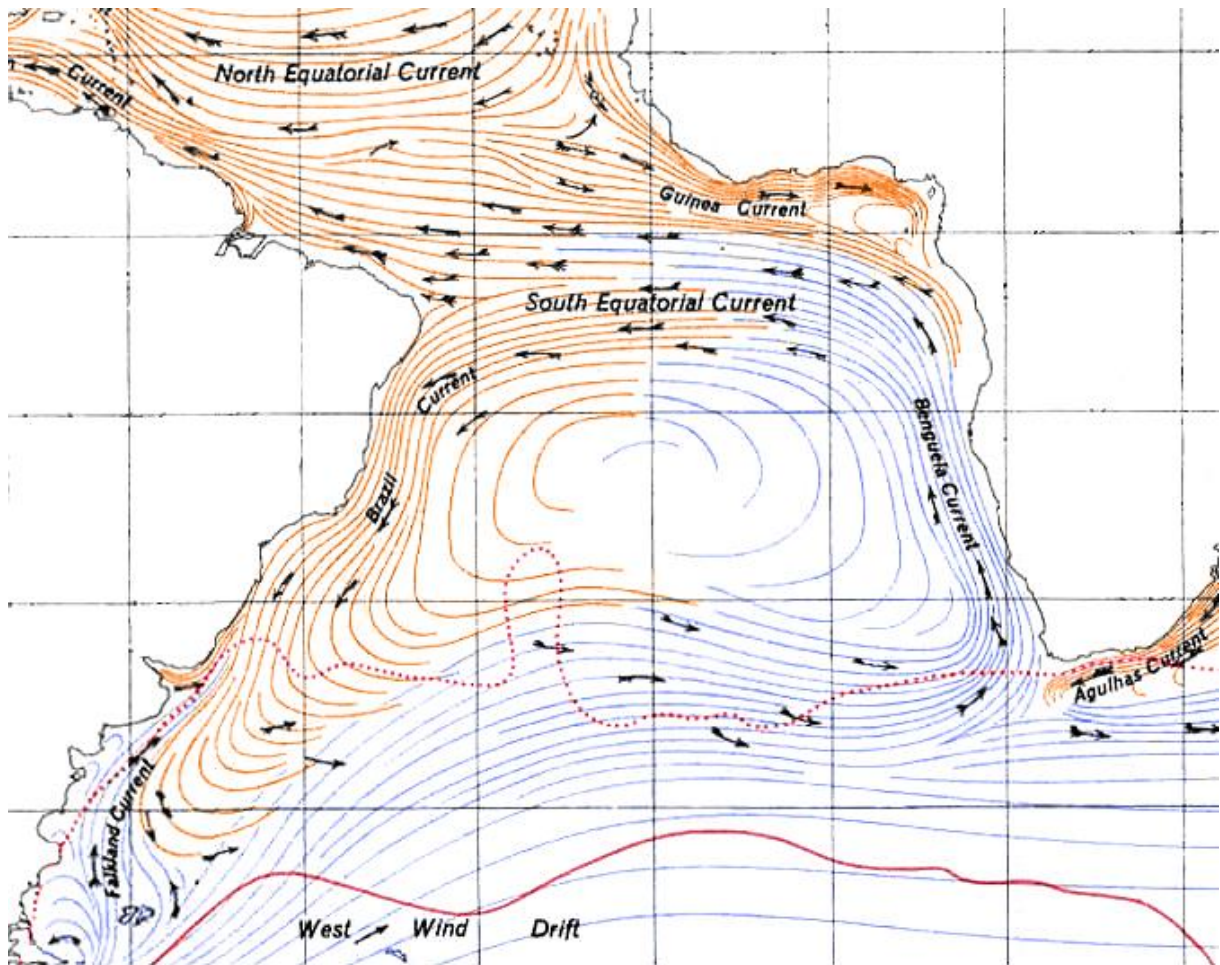 North Equatorial Current
Current
Guinea Current
South Equatorial Current
Current
Brazil
Benguela Current
Agulhas Current
Falkland Current
West Wind Drift